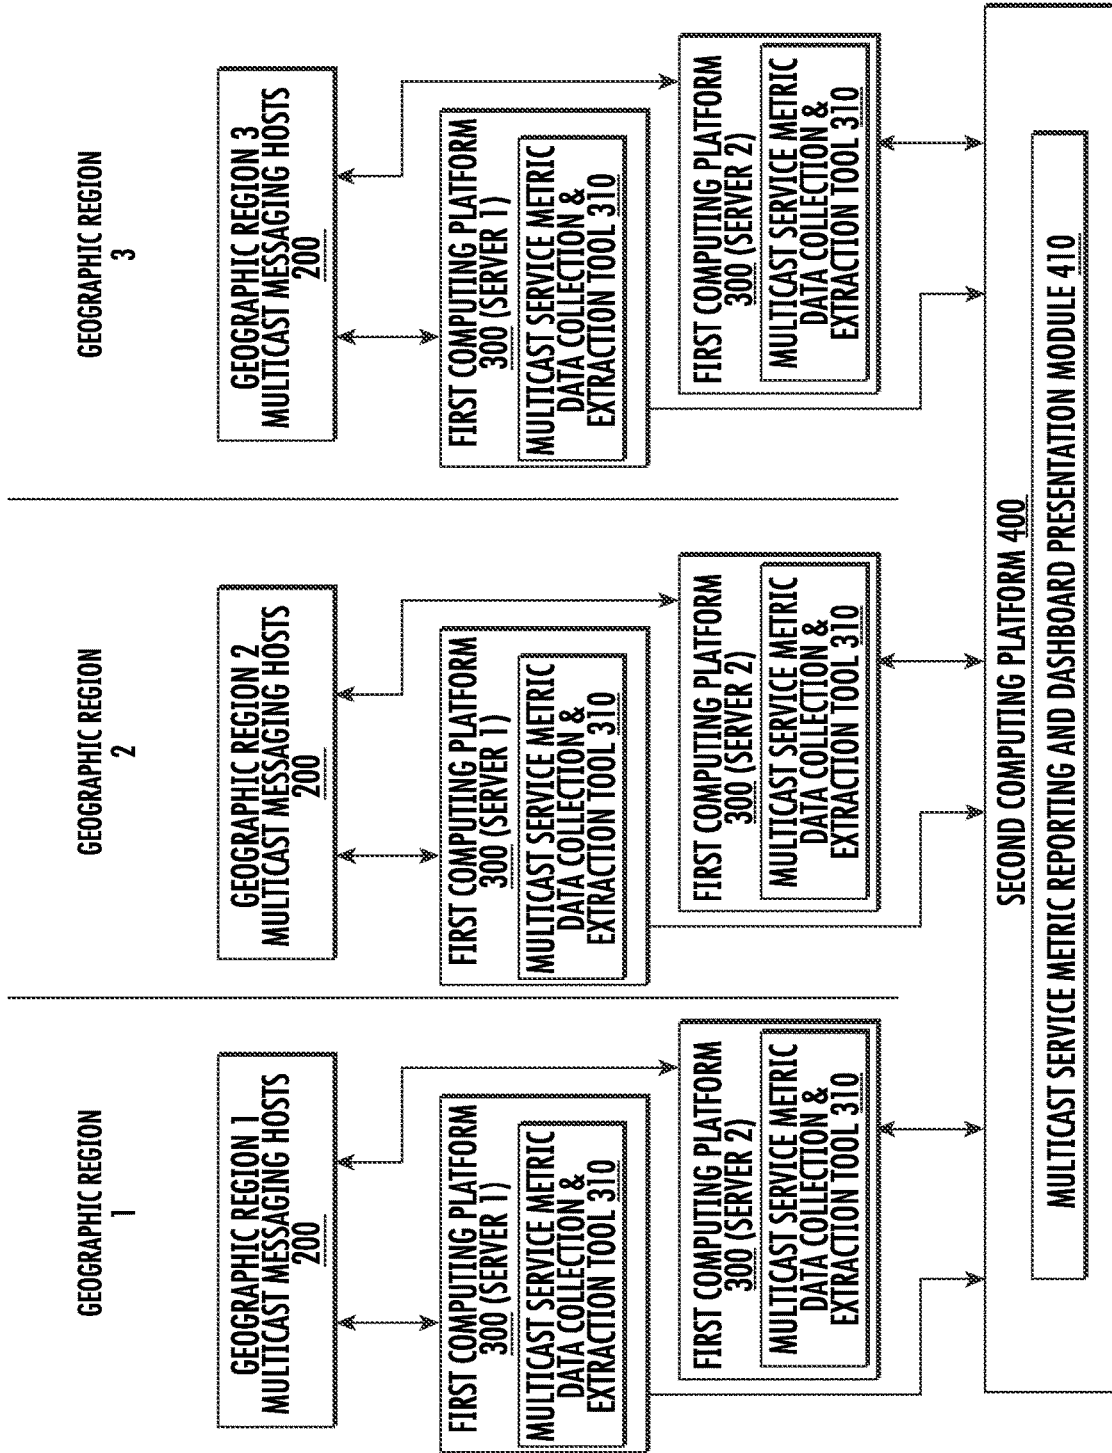 GEOGRAPHIC REGION
1
GEOGRAPHIC REGION 1
MULTICAST MESSAGING HOSTS
200
FIRST COMPUTING PLATFORM
300 (SERVER 1)
MULTICAST SERVICE METRIC
DATA COLLECTION &
EXTRACTION TOOL 310
FIRST COMPUTING PLATFORM
300 (SERVER 2)
MULTICAST SERVICE METRIC
DATA COLLECTION &
EXTRACTION TOOL 310
GEOGRAPHIC REGION
2
GEOGRAPHIC REGION 2
MULTICAST MESSAGING HOSTS
200
FIRST COMPUTING PLATFORM
300 (SERVER 1)
MULTICAST SERVICE METRIC
DATA COLLECTION &
EXTRACTION TOOL 310
FIRST COMPUTING PLATFORM
300 (SERVER 2)
MULTICAST SERVICE METRIC
DATA COLLECTION &
EXTRACTION TOOL 310
GEOGRAPHIC REGION
3
GEOGRAPHIC REGION 3
MULTICAST MESSAGING HOSTS
200
FIRST COMPUTING PLATFORM
300 (SERVER 1)
MULTICAST SERVICE METRIC
DATA COLLECTION &
EXTRACTION TOOL 310
FIRST COMPUTING PLATFORM
300 (SERVER 2)
MULTICAST SERVICE METRIC
DATA COLLECTION &
EXTRACTION TOOL 310
SECOND COMPUTING PLATFORM 400
MULTICAST SERVICE METRIC REPORTING AND DASHBOARD PRESENTATION MODULE 410